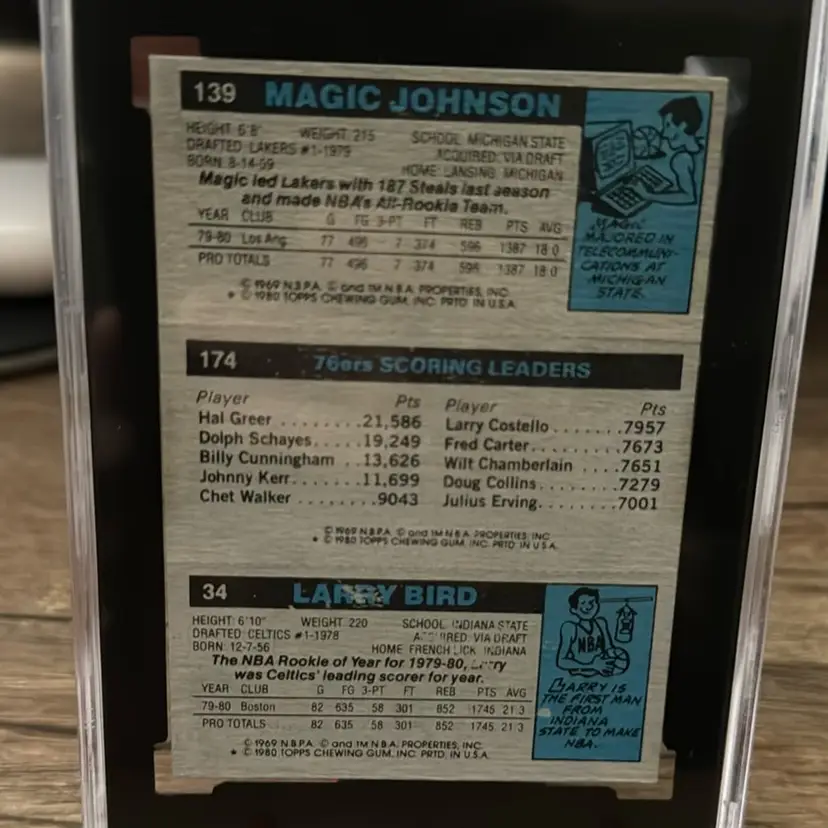 139 MAGIC JOHNSON
HEIGHT: 6'8" WEIGHT: 215 SCHOOL: MICHIGAN STATE
DRAFTED: LAKERS #1-1979 ACQUIRED: VIA DRAFT
BORN: 8-14-59 HOME: LANSING, MICHIGAN
Magic led Lakers with 187 Steals last season
and made NBA's All-Rookie Team.
YEAR CLUB G FG 3-PT FT REB PTS AVG
79-80 Los Ang. 77 496 7 374 596 1387 18.0
PRO TOTALS 77 496 7 374 596 1387 18.0
© 1969 N.B.P.A. © and TM N.B.A. PROPERTIES, INC.
* © 1980 TOPPS CHEWING GUM, INC. PRTD. IN U.S.A.
MAGIC
MAJORED IN
TELECOMMUNI-
CATIONS AT
MICHIGAN
STATE.
174 76ers SCORING LEADERS
Player Pts Player Pts
Hal Greer ........21,586 Larry Costello .......7957
Dolph Schayes.....19,249 Fred Carter.........7673
Billy Cunningham ..13,626 Wilt Chamberlain ....7651
Johnny Kerr.......11,699 Doug Collins........7279
Chet Walker ........9043 Julius Erving........7001
© 1969 N.B.P.A. © and TM N.B.A. PROPERTIES, INC.
* © 1980 TOPPS CHEWING GUM, INC. PRTD. IN U.S.A.
34 LARRY BIRD
HEIGHT: 6'10" WEIGHT: 220 SCHOOL: INDIANA STATE
DRAFTED: CELTICS #1-1978 VIA DRAFT
BORN: 12-7-56 HOME: FRENCH LICK, INDIANA
The NBA Rookie of Year for 1979-80, Larry
was Celtics' leading scorer for year.
YEAR CLUB G FG 3-PT FT REB PTS AVG
79-80 Boston 82 635 58 301 852 1745 21.3
PRO TOTALS 82 635 58 301 852 1745 21.3
© 1969 N.B.P.A. © and TM N.B.A. PROPERTIES, INC.
* © 1980 TOPPS CHEWING GUM, INC. PRTD. IN U.S.A.
NBA
LARRY IS
THE FIRST MAN
FROM
INDIANA
STATE TO MAKE
NBA.